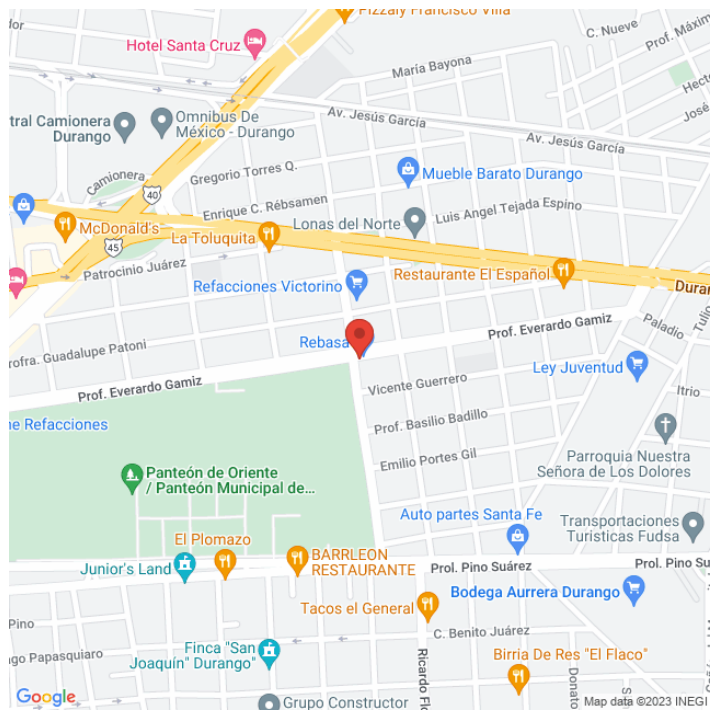 Pizzaly Francisco Villa
C. Nueve
Prof. Máximo
Hotel Santa Cruz
María Bayona
Hecto
José
Central Camionera
Durango
Omnibus De
México - Durango
Av. Jesús García
Av. Jesús García
Camionera
40
Gregorio Torres Q.
Mueble Barato Durango
Enrique C. Rébsamen
Luis Angel Tejada Espino
McDonald's
Lonas del Norte
45
La Toluquita
Patrocinio Juárez
Refacciones Victorino
Restaurante El Español
Duran
Tulio
Paladio
Prof. Everardo Gamiz
Rebasa
Profra. Guadalupe Patoni
Prof. Everardo Gamiz
Vicente Guerrero
Ley Juventud
Itrio
ne Refacciones
Prof. Basilio Badillo
Emilio Portes Gil
Parroquia Nuestra
Señora de Los Dolores
Panteón de Oriente
/ Panteón Municipal de...
Auto partes Santa Fe
Transportaciones
Turisticas Fudsa
El Plomazo
BARRLEON
RESTAURANTE
Junior's Land
Prol. Pino Suárez
Prol. Pino Su
Bodega Aurrera Durango
Tacos el General
Pino
C. Benito Juárez
Finca "San
Joaquín" Durango"
ago Papasquiaro
Birria De Res "El Flaco"
Ricardo Flo
Donato
Grupo Constructor
Google
Map data ©2023 INEGI